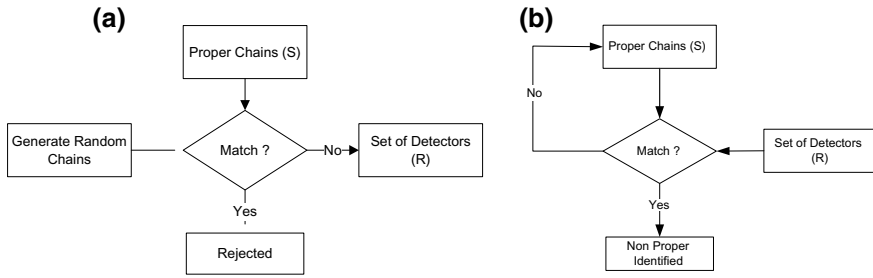 (a)
Proper Chains (S)
Generate Random
Chains
Match ?
No
Set of Detectors
(R)
Yes
Rejected
(b)
Proper Chains (S)
No
Match ?
Set of Detectors
(R)
Yes
Non Proper
Identified